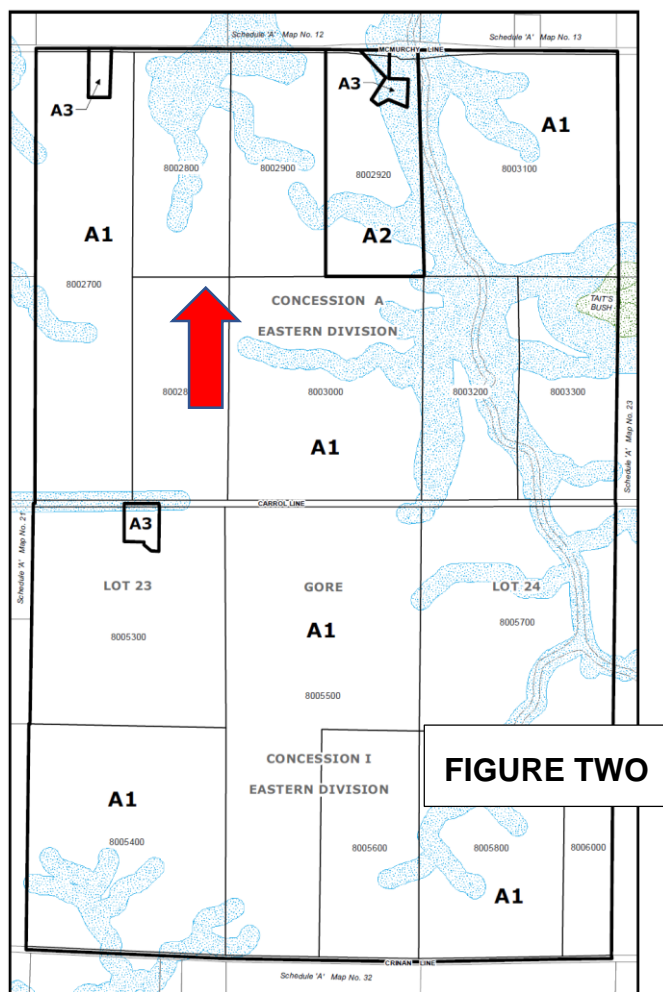 Schedule 'A' Map No. 12
Schedule 'A' Map No. 13
MCMURCHY LINE
A3
A3
A1
8002800
8002900
8002920
8003100
A1
A2
8002700
CONCESSION A
EASTERN DIVISION
TAIT'S
BUSH
8003000
8003200
8003300
A1
Schedule 'A' Map No. 23
CARROL LINE
A3
Schedule 'A' Map No. 21
LOT 23
GORE
LOT 24
A1
8005300
8005700
8005500
CONCESSION I
EASTERN DIVISION
FIGURE TWO
A1
8005400
8005600
8005800
8006000
A1
CRINAN LINE
Schedule 'A' Map No. 32